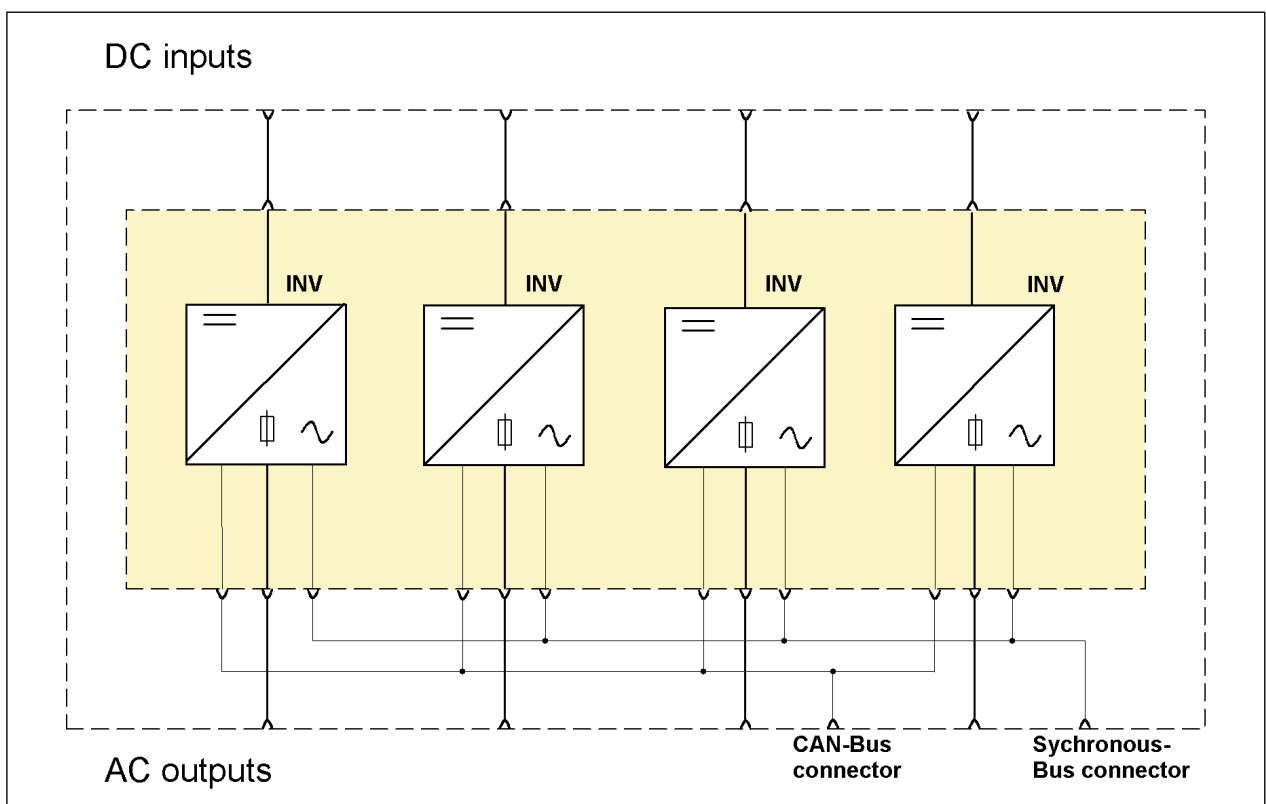 DC inputs
INV
INV
INV
INV
CAN-Bus
connector
Sychronous-
Bus connector
AC outputs